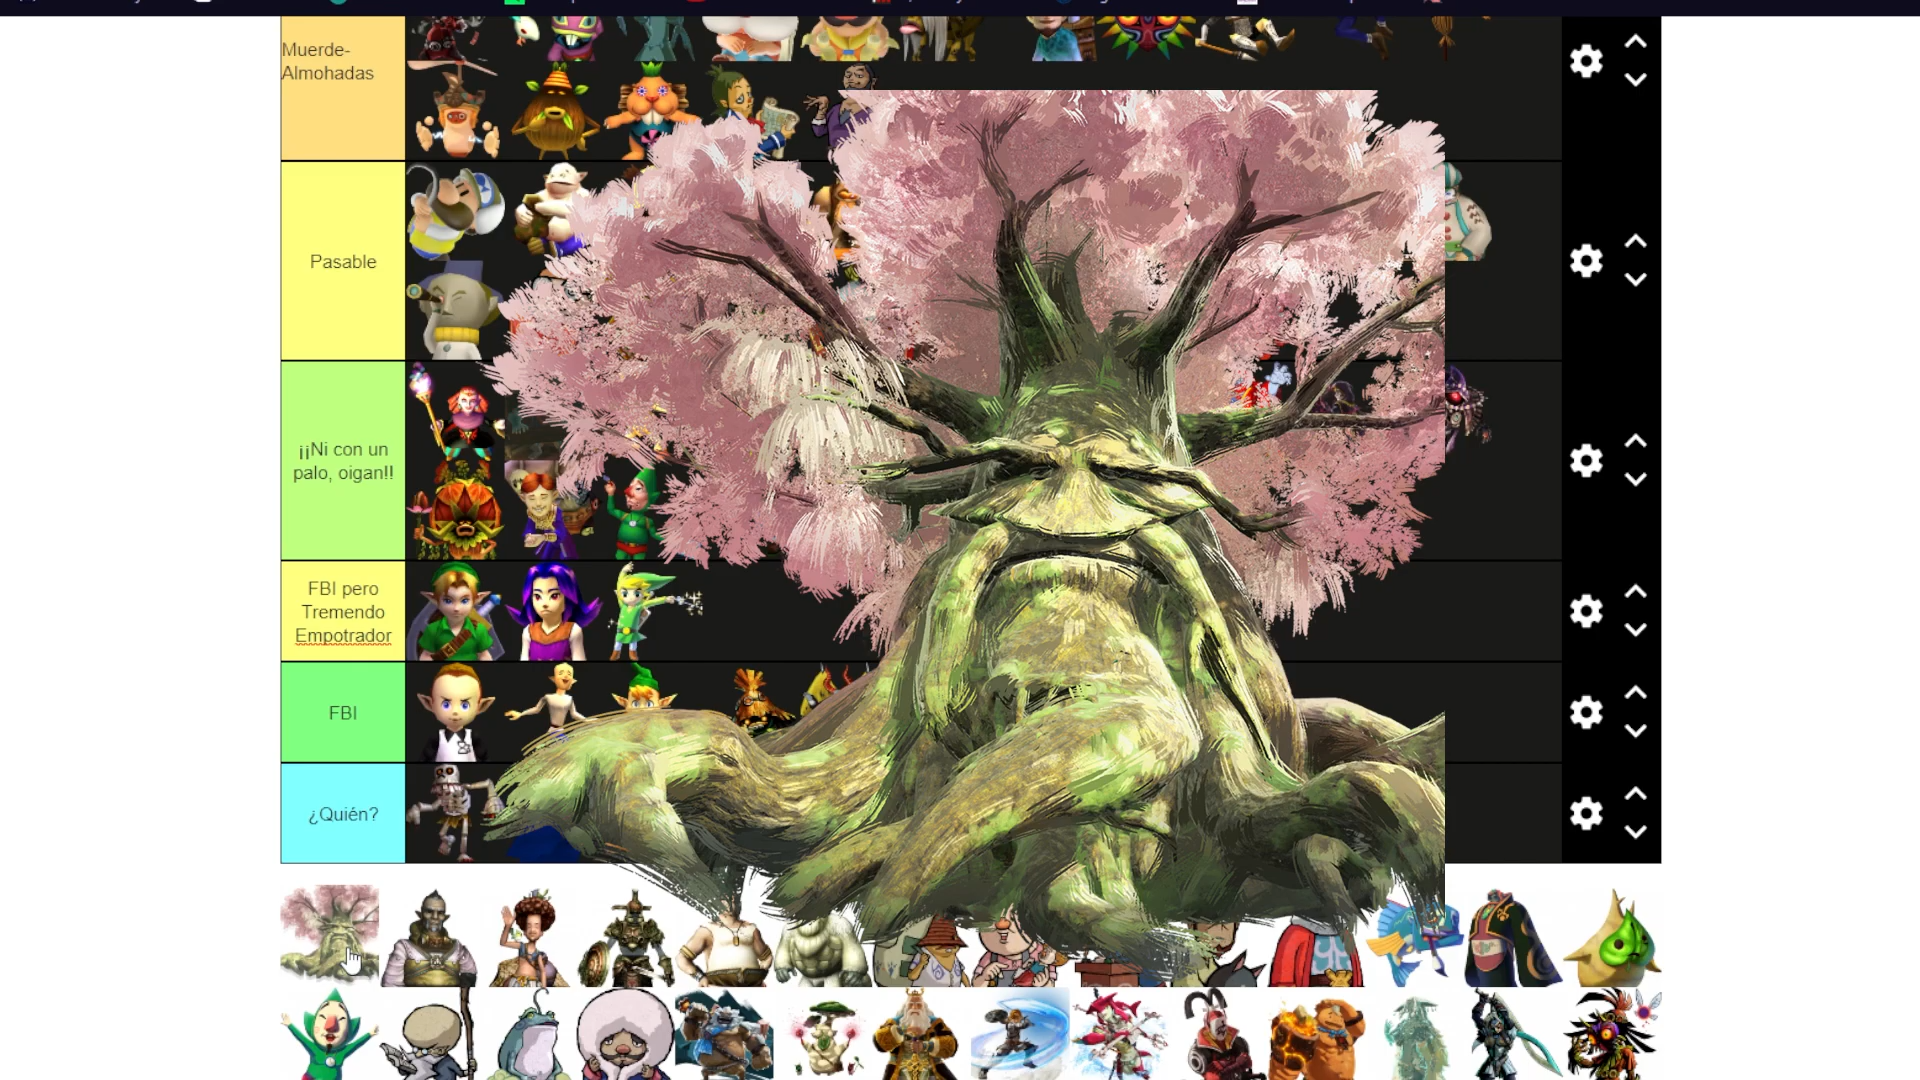 Muerde-
Almohadas
Pasable
¡¡Ni con un
palo, oigan!!
FBI pero
Tremendo
Empotrador
FBI
¿Quién?